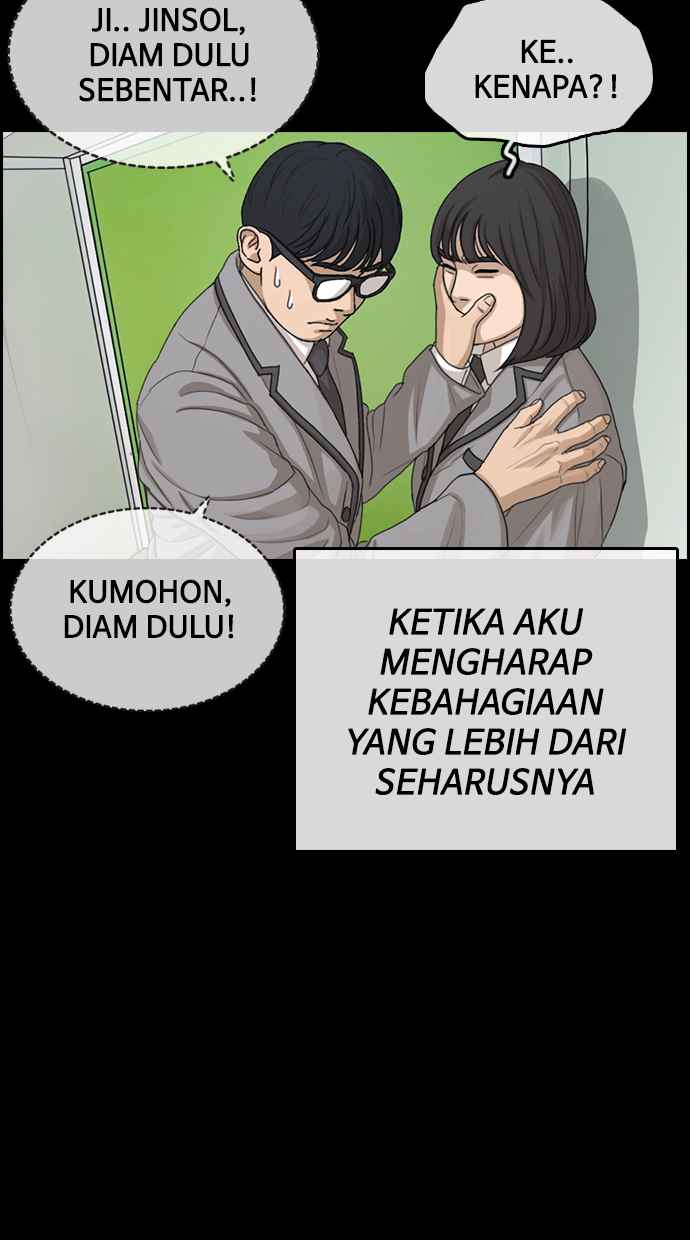 JI.. JINSOL,
DIAM DULU
SEBENTAR..!
KE..
KENAPA?!
KUMOHON,
DIAM DULU!
KETIKA AKU
MENGHARAP
KEBAHAGIAAN
YANG LEBIH DARI
SEHARUSNYA